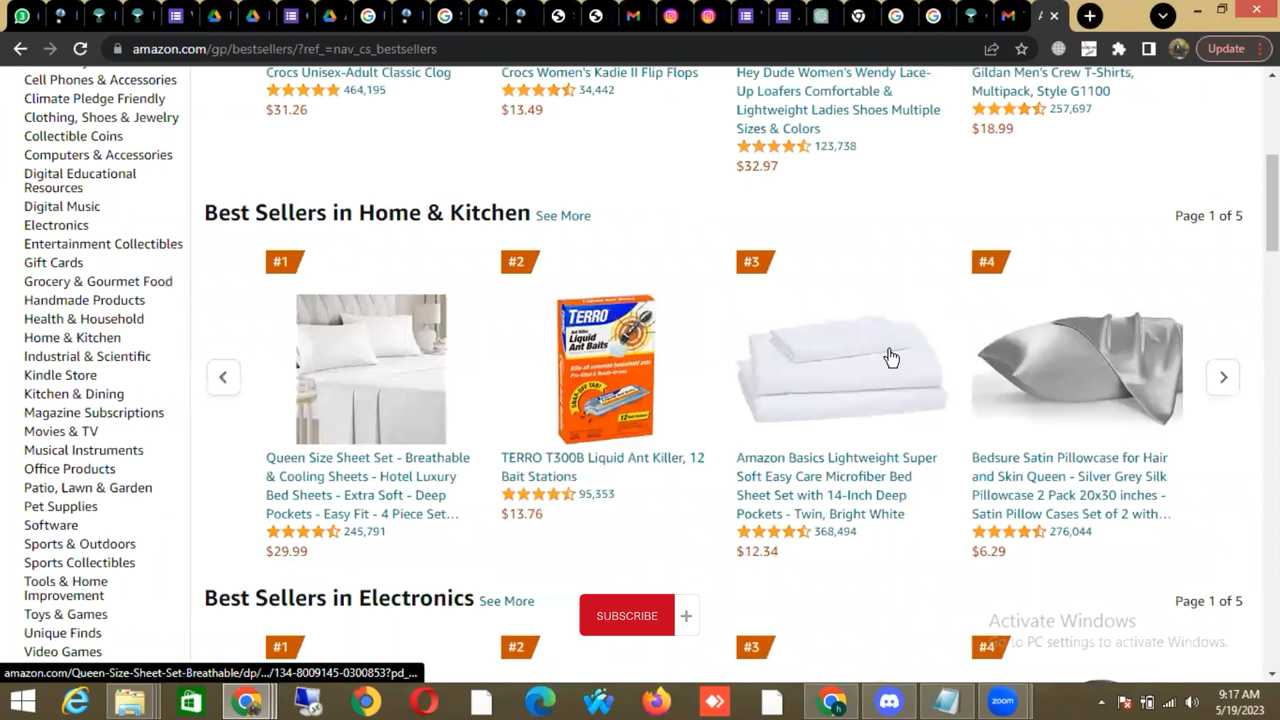 amazon.com/gp/bestsellers/?ref_=nav_cs_bestsellers
Update
Cell Phones & Accessories
Climate Pledge Friendly
Clothing, Shoes & Jewelry
Collectible Coins
Computers & Accessories
Digital Educational
Resources
Digital Music
Electronics
Entertainment Collectibles
Gift Cards
Grocery & Gourmet Food
Handmade Products
Health & Household
Home & Kitchen
Industrial & Scientific
Kindle Store
Kitchen & Dining
Magazine Subscriptions
Movies & TV
Musical Instruments
Office Products
Patio, Lawn & Garden
Pet Supplies
Software
Sports & Outdoors
Sports Collectibles
Tools & Home
Improvement
Toys & Games
Unique Finds
Video Games
Crocs Unisex-Adult Classic Clog
464,195
$31.26
Crocs Women's Kadie II Flip Flops
34,442
$13.49
Hey Dude Women's Wendy Lace-
Up Loafers Comfortable &
Lightweight Ladies Shoes Multiple
Sizes & Colors
123,738
$32.97
Gildan Men's Crew T-Shirts,
Multipack, Style G1100
257,697
$18.99
Best Sellers in Home & Kitchen See More
Page 1 of 5
#1
Queen Size Sheet Set - Breathable
& Cooling Sheets - Hotel Luxury
Bed Sheets - Extra Soft - Deep
Pockets - Easy Fit - 4 Piece Set...
245,791
$29.99
#2
TERRO
Liquid
Ant Baits
TERRO T300B Liquid Ant Killer, 12
Bait Stations
95,353
$13.76
#3
Amazon Basics Lightweight Super
Soft Easy Care Microfiber Bed
Sheet Set with 14-Inch Deep
Pockets - Twin, Bright White
368,494
$12.34
#4
Bedsure Satin Pillowcase for Hair
and Skin Queen - Silver Grey Silk
Pillowcase 2 Pack 20x30 inches -
Satin Pillow Cases Set of 2 with...
276,044
$6.29
Best Sellers in Electronics See More
Page 1 of 5
SUBSCRIBE
#1
#2
#3
#4
Activate Windows
Go to PC settings to activate Windows.
amazon.com/Queen-Size-Sheet-Set-Breathable/dp/.../134-8009145-0300853?pd_...
9:17 AM
5/19/2023